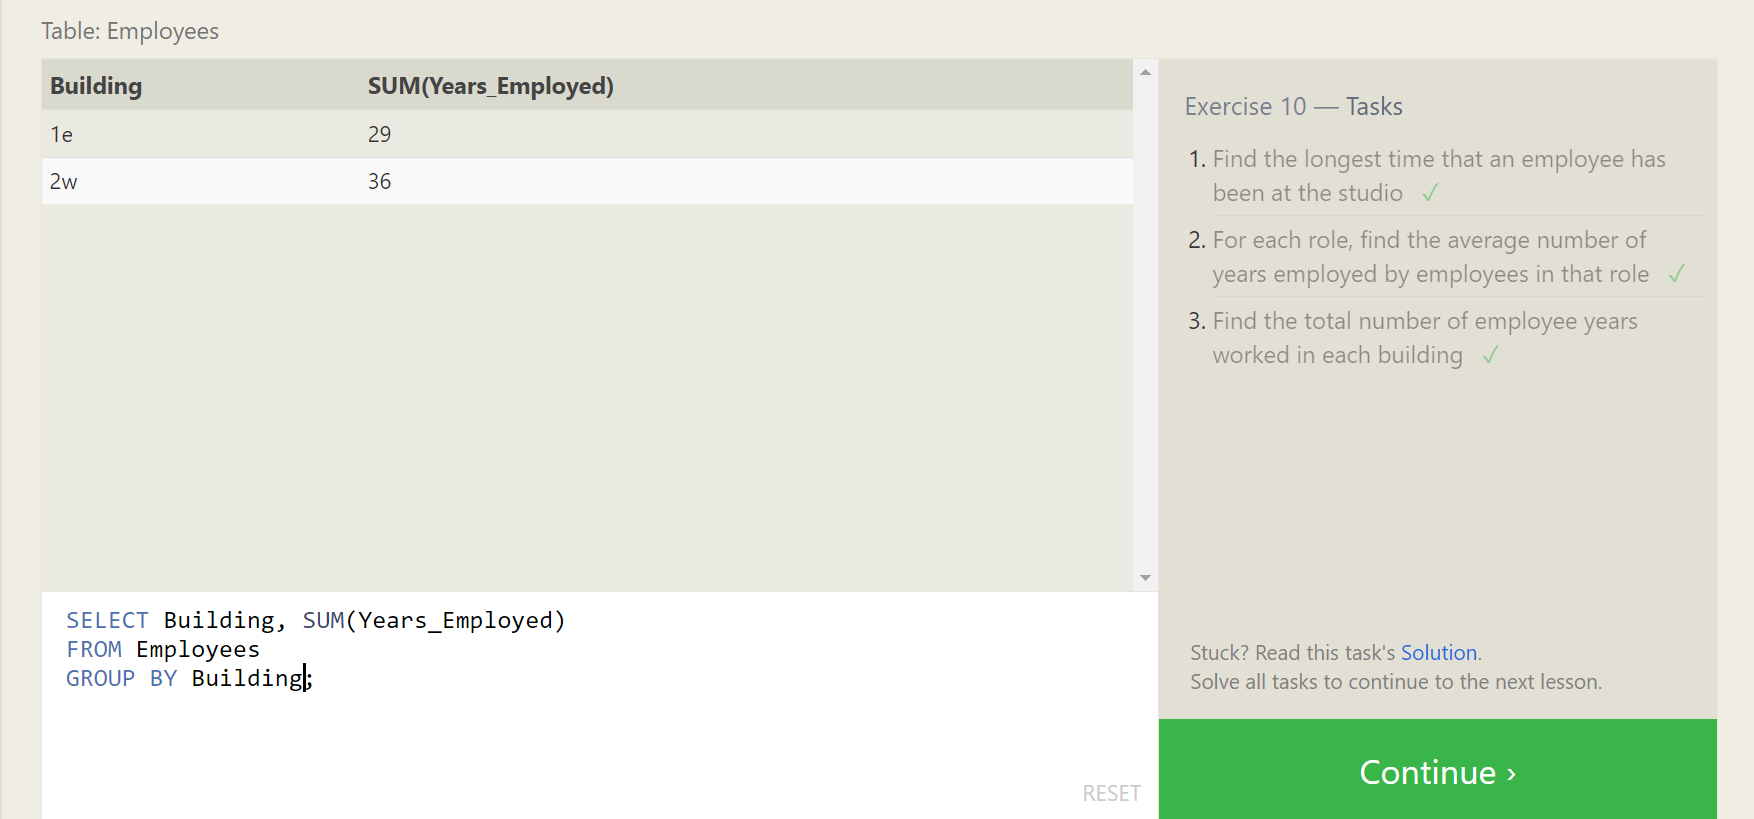 Table: Employees
Building SUM(Years_Employed)
1e 29
2w 36
SELECT Building, SUM(Years_Employed)
FROM Employees
GROUP BY Building;
RESET
Exercise 10 — Tasks
1. Find the longest time that an employee has
been at the studio ✓
2. For each role, find the average number of
years employed by employees in that role ✓
3. Find the total number of employee years
worked in each building ✓
Stuck? Read this task's Solution.
Solve all tasks to continue to the next lesson.
Continue ›